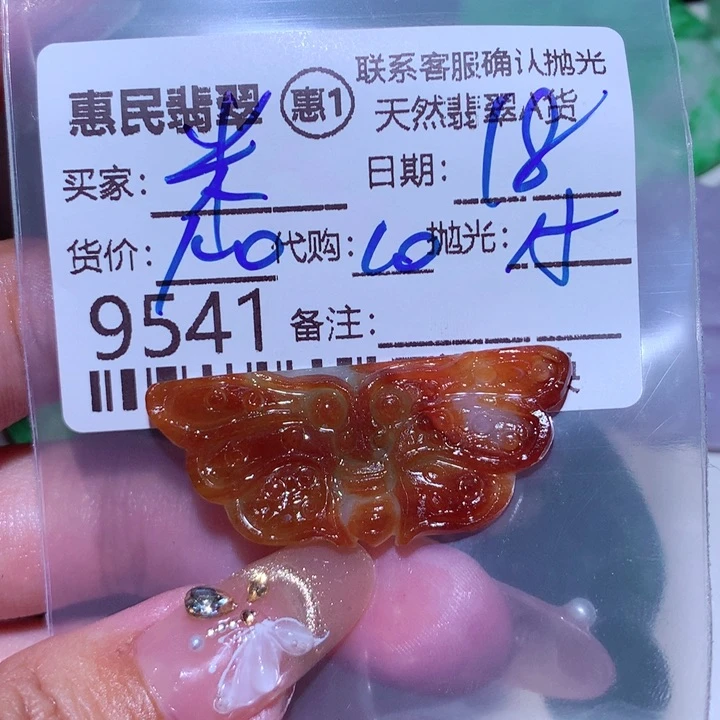 惠民翡翠 惠1 联系客服确认抛光
天然翡翠A货
买家: 日期: 18
货价: 代购: 10 抛光:
9541 备注: